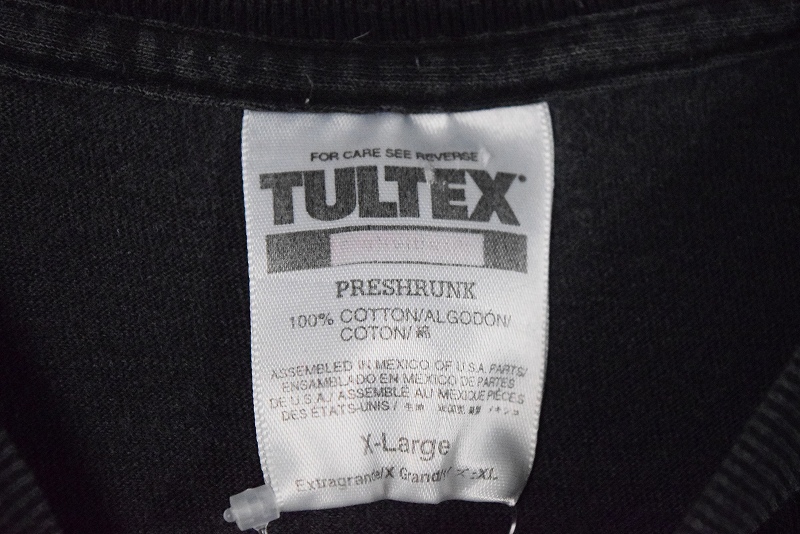 FOR CARE SEE REVERSE
TULTEX
PRESHRUNK
100% COTTON/ALGODÓN/
COTON/ 綿
ASSEMBLED IN MEXICO OF U.S.A. PARTS/
ENSAMBLADO EN MEXICO DE PARTES
DE U.S.A./ ASSEMBLÉ AU MEXIQUE PIÈCES
DES ÉTATS-UNIS /
X-Large
Extragrande/X Grand/ XL